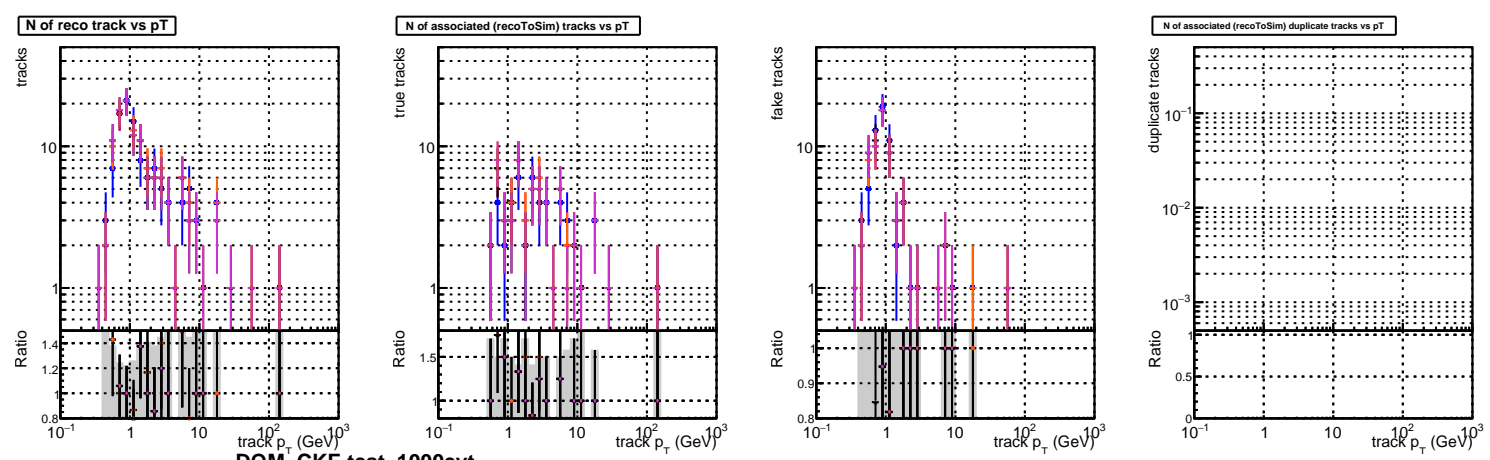 N of reco track vs pT
tracks
10
1
Ratio
1.4
1.2
1
0.8
10⁻¹ 1 10 10² 10³
track p_T (GeV)
N of associated (recoToSim) tracks vs pT
true tracks
10
1
Ratio
1.5
1
10⁻¹ 1 10 10² 10³
track p_T (GeV)
fake tracks
10
1
Ratio
1
0.9
0.8
10⁻¹ 1 10 10² 10³
track p_T (GeV)
N of associated (recoToSim) duplicate tracks vs pT
duplicate tracks
10⁻¹
10⁻²
10⁻³
Ratio
1
0.5
0
10⁻¹ 1 10 10² 10³
track p_T (GeV)